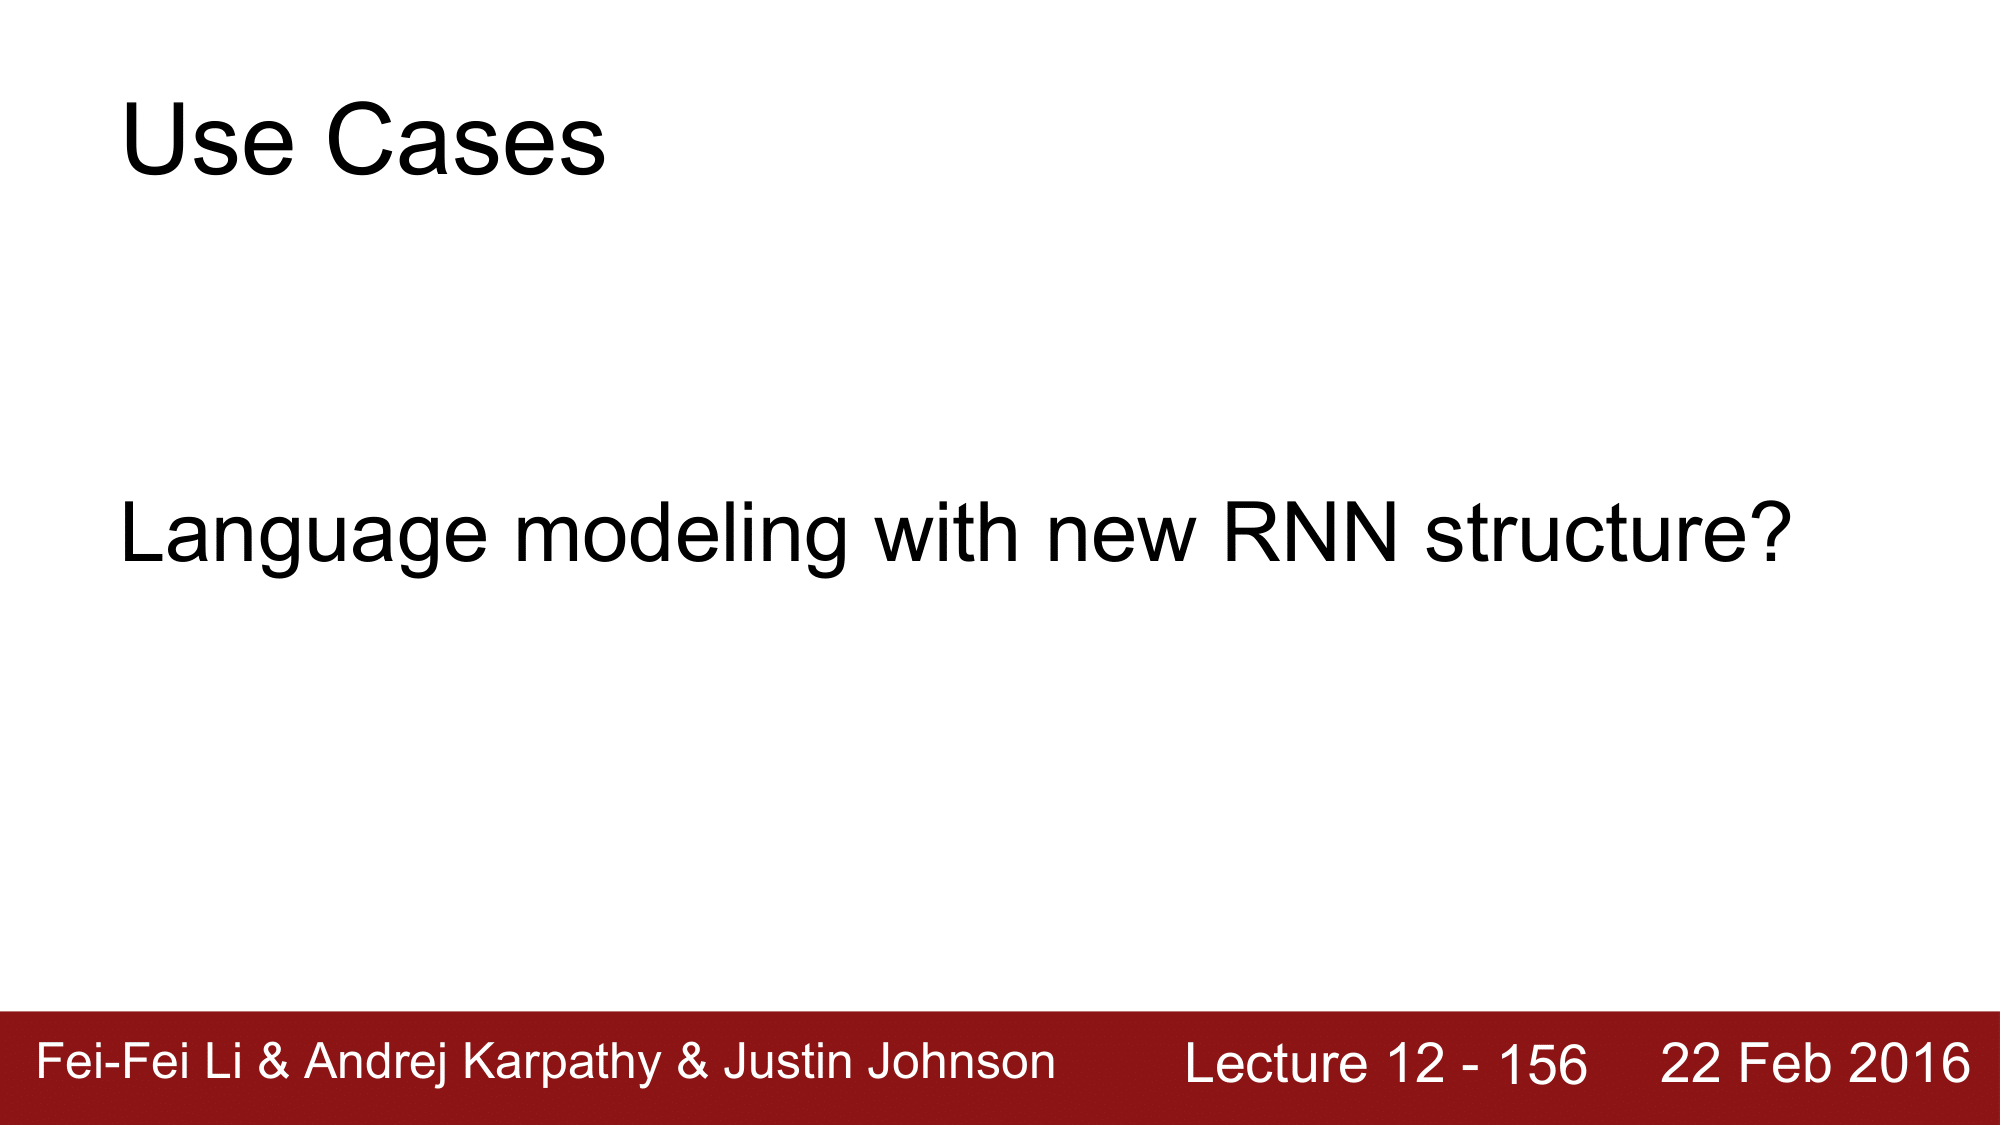 Use Cases
Language modeling with new RNN structure?
Fei-Fei Li & Andrej Karpathy & Justin Johnson Lecture 12 - 156 22 Feb 2016